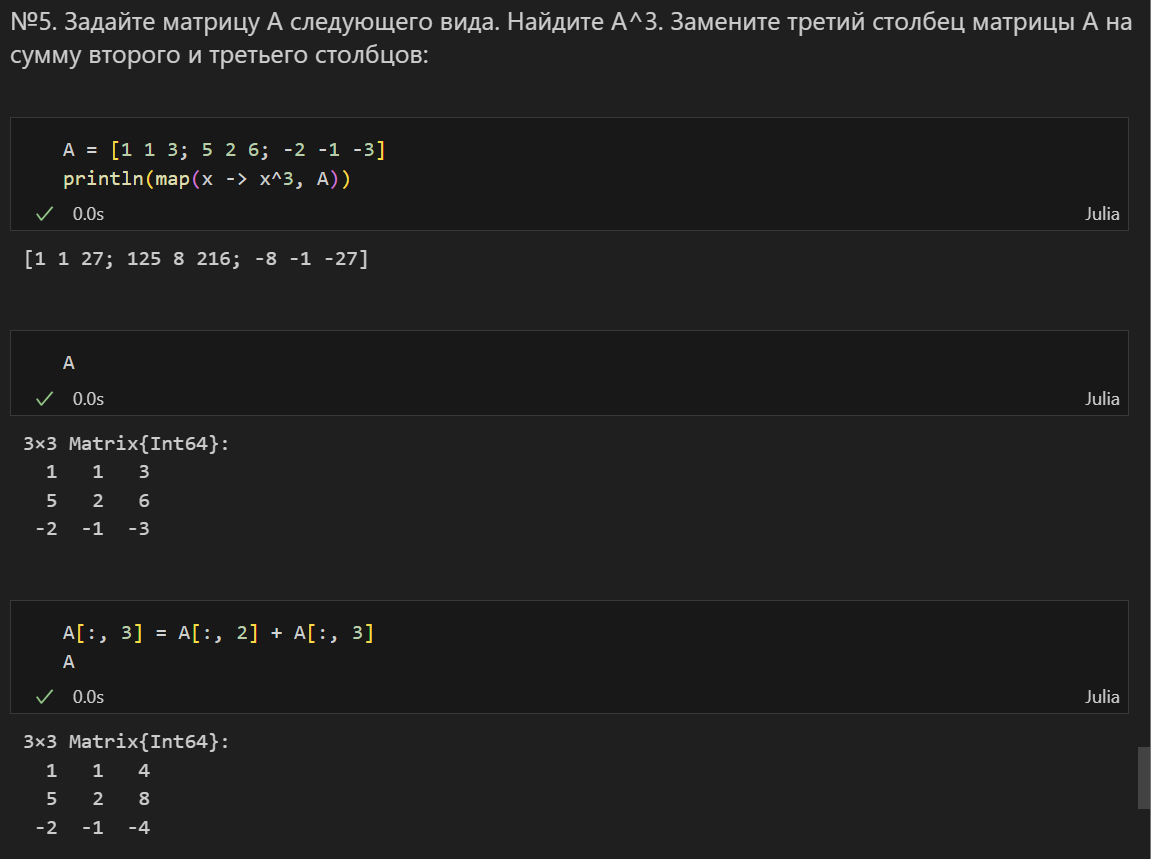 №5. Задайте матрицу A следующего вида. Найдите A^3. Замените третий столбец матрицы A на
сумму второго и третьего столбцов:
A = [1 1 3; 5 2 6; -2 -1 -3]
println(map(x -> x^3, A))
0.0s Julia
[1 1 27; 125 8 216; -8 -1 -27]
A
0.0s Julia
3×3 Matrix{Int64}:
1 1 3
5 2 6
-2 -1 -3
A[:, 3] = A[:, 2] + A[:, 3]
A
0.0s Julia
3×3 Matrix{Int64}:
1 1 4
5 2 8
-2 -1 -4